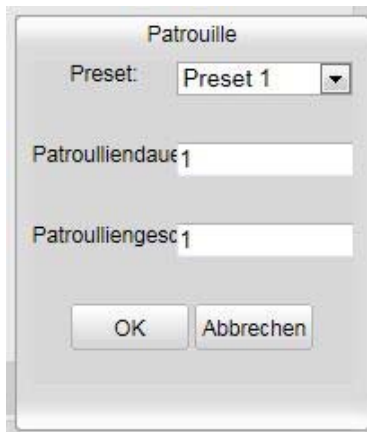 Patrouille
Preset: Preset 1
Patroulliendaue 1
Patroulliengesc 1
OK Abbrechen